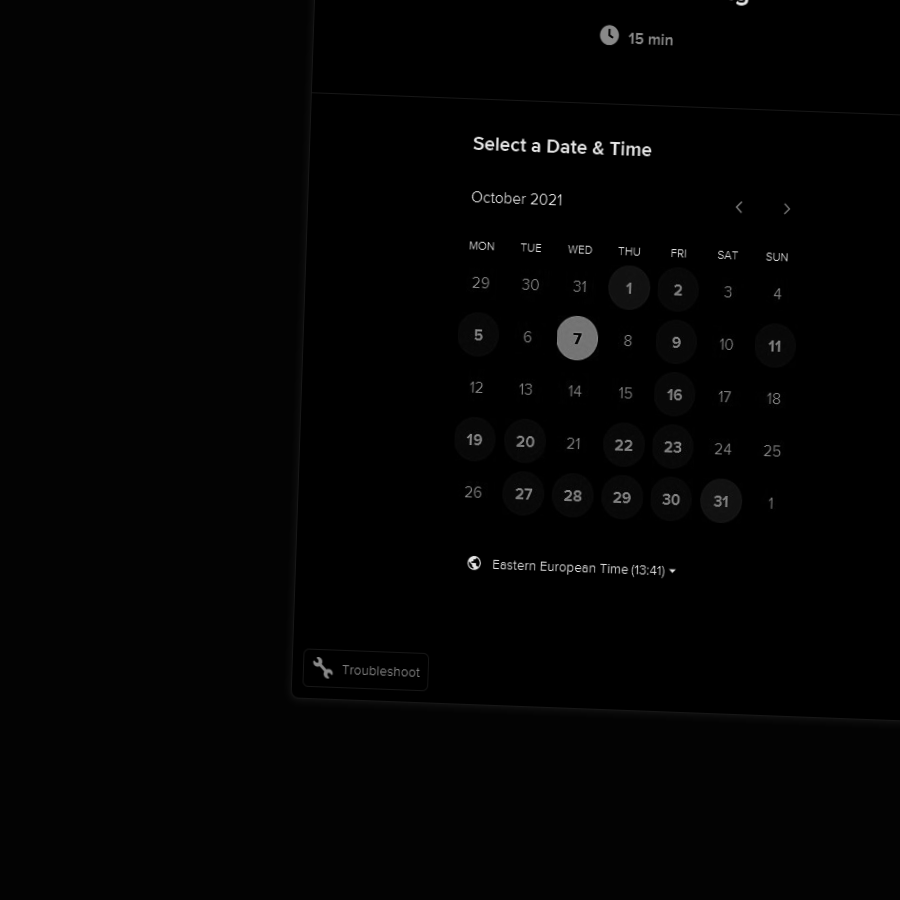 15 min
Select a Date & Time
October 2021
MON TUE WED THU FRI SAT SUN
29 30 31 1 2 3 4
5 6 7 8 9 10 11
12 13 14 15 16 17 18
19 20 21 22 23 24 25
26 27 28 29 30 31 1
Eastern European Time (13:41)
Troubleshoot